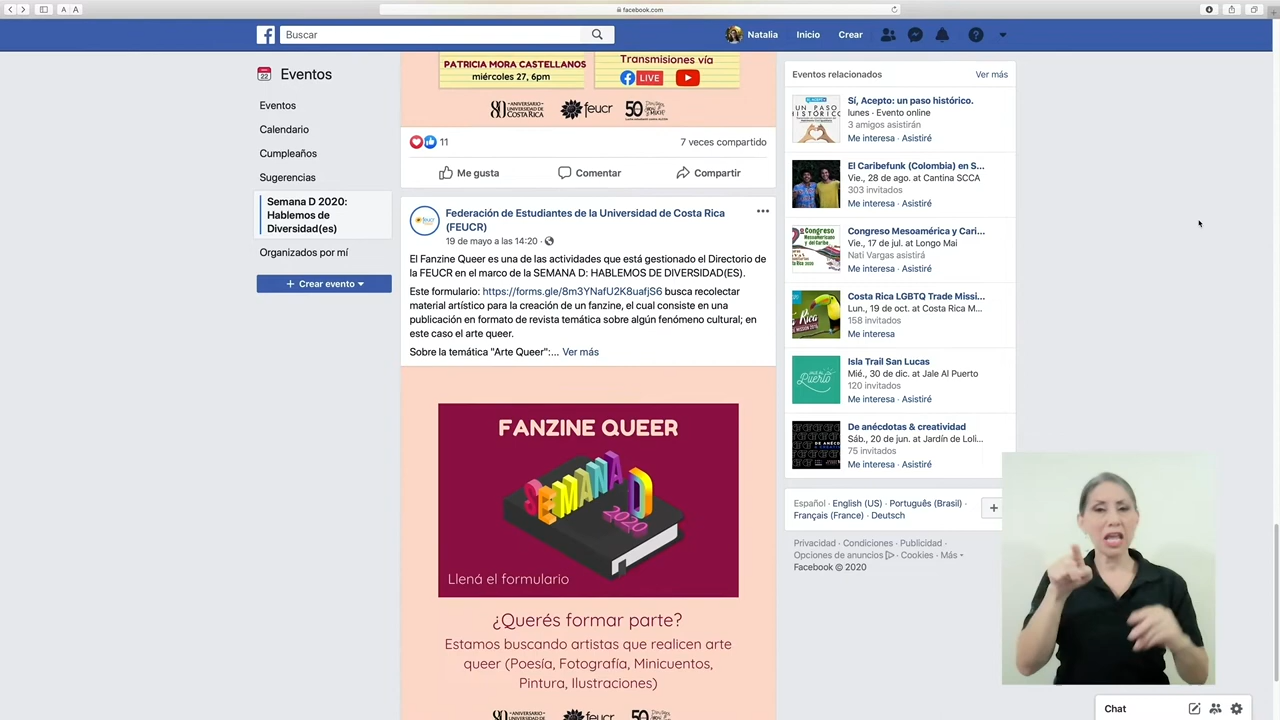 A A
facebook.com
Buscar
Natalia
Inicio
Crear
22
Eventos
Eventos
Calendario
Cumpleaños
Sugerencias
Semana D 2020:
Hablemos de
Diversidad(es)
Organizados por mí
+ Crear evento
PATRICIA MORA CASTELLANOS
miércoles 27, 6pm
Transmisiones vía
LIVE
80 ANIVERSARIO
UNIVERSIDAD DE
COSTA RICA
feucr
50
11
7 veces compartido
Me gusta
Comentar
Compartir
Federación de Estudiantes de la Universidad de Costa Rica
(FEUCR)
19 de mayo a las 14:20 ·
El Fanzine Queer es una de las actividades que está gestionado el Directorio de
la FEUCR en el marco de la SEMANA D: HABLEMOS DE DIVERSIDAD(ES).
Este formulario: https://forms.gle/8m3YNafU2K8uafjS6 busca recolectar
material artístico para la creación de un fanzine, el cual consiste en una
publicación en formato de revista temática sobre algún fenómeno cultural; en
este caso el arte queer.
Sobre la temática "Arte Queer":... Ver más
FANZINE QUEER
SEMANA D
2020
Llená el formulario
¿Querés formar parte?
Estamos buscando artistas que realicen arte
queer (Poesía, Fotografía, Minicuentos,
Pintura, Ilustraciones)
ANIVERSARIO
feucr
50
Eventos relacionados
Ver más
UN PASO
HISTÓRICO
Sí, Acepto: un paso histórico.
lunes · Evento online
3 amigos asistirán
Me interesa · Asistiré
El Caribefunk (Colombia) en S...
Vie., 28 de ago. at Cantina SCCA
303 invitados
Me interesa · Asistiré
Congreso Mesoamérica y Cari...
Vie., 17 de jul. at Longo Mai
Nati Vargas asistirá
Me interesa · Asistiré
Costa Rica LGBTQ Trade Missi...
Lun., 19 de oct. at Costa Rica M...
158 invitados
Me interesa
Isla Trail San Lucas
Mié., 30 de dic. at Jale Al Puerto
120 invitados
Me interesa · Asistiré
De anécdotas & creatividad
Sáb., 20 de jun. at Jardín de Loli...
75 invitados
Me interesa · Asistiré
Español · English (US) · Português (Brasil) ·
Français (France) · Deutsch
+
Privacidad · Condiciones · Publicidad ·
Opciones de anuncios · Cookies · Más
Facebook © 2020
Chat